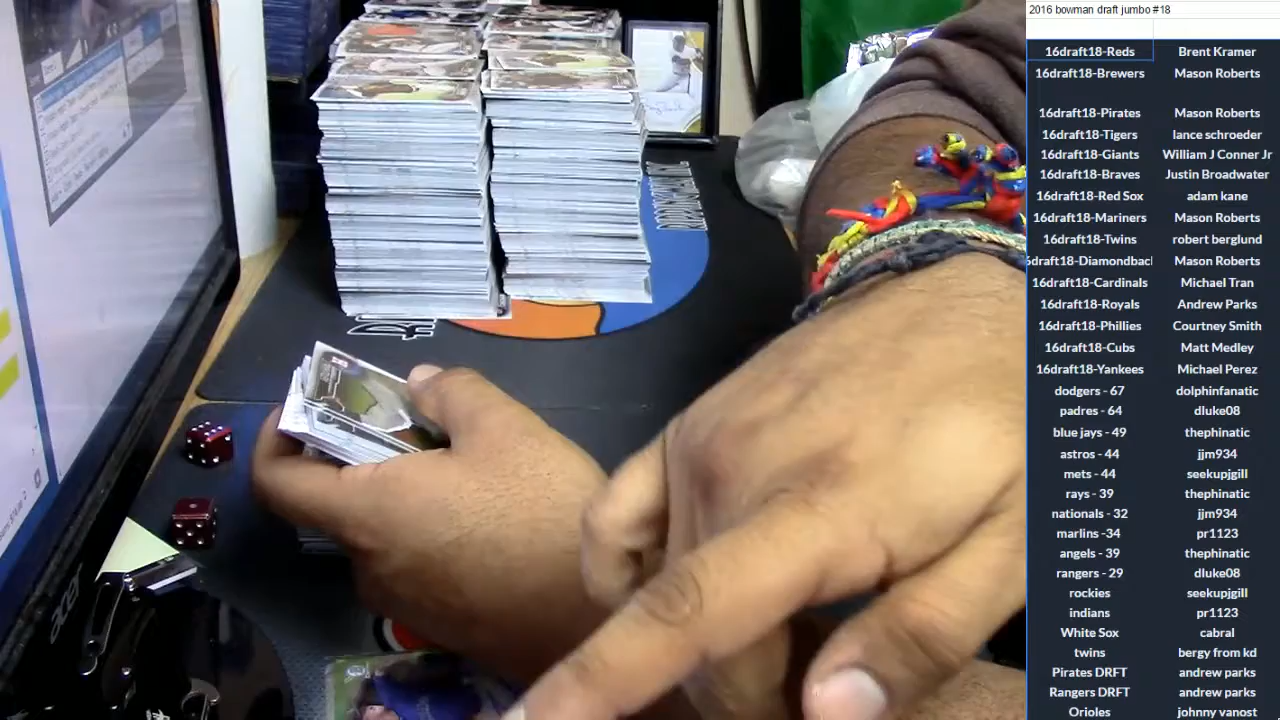 2016 bowman draft jumbo #18
16draft18-Reds Brent Kramer
16draft18-Brewers Mason Roberts
16draft18-Pirates Mason Roberts
16draft18-Tigers lance schroeder
16draft18-Giants William J Conner Jr
16draft18-Braves Justin Broadwater
16draft18-Red Sox adam kane
16draft18-Mariners Mason Roberts
16draft18-Twins robert berglund
6draft18-Diamondbacl Mason Roberts
16draft18-Cardinals Michael Tran
16draft18-Royals Andrew Parks
16draft18-Phillies Courtney Smith
16draft18-Cubs Matt Medley
16draft18-Yankees Michael Perez
dodgers - 67 dolphinfanatic
padres - 64 dluke08
blue jays - 49 thephinatic
astros - 44 jjm934
mets - 44 seekupjgill
rays - 39 thephinatic
nationals - 32 jjm934
marlins -34 pr1123
angels - 39 thephinatic
rangers - 29 dluke08
rockies seekupjgill
indians pr1123
White Sox cabral
twins bergy from kd
Pirates DRFT andrew parks
Rangers DRFT andrew parks
Orioles johnny vanost
acer